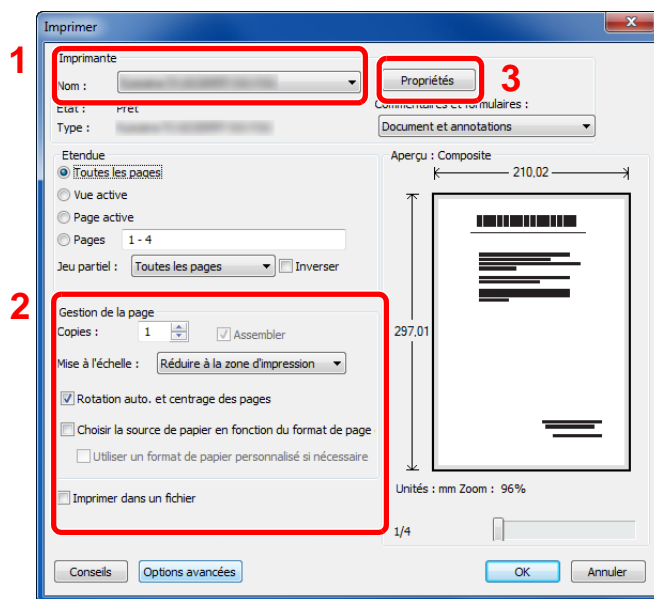 Imprimer
1
Imprimante
Nom :
Propriétés
3
Etat : Prêt
Commentaires et formulaires :
Type :
Document et annotations
Etendue
Toutes les pages
Vue active
Page active
Pages 1 - 4
Jeu partiel : Toutes les pages Inverser
Aperçu : Composite
210,02
297,01
2
Gestion de la page
Copies : 1 Assembler
Mise à l'échelle : Réduire à la zone d'impression
Rotation auto. et centrage des pages
Choisir la source de papier en fonction du format de page
Utiliser un format de papier personnalisé si nécessaire
Imprimer dans un fichier
Unités : mm Zoom : 96%
1/4
Conseils
Options avancées
OK
Annuler